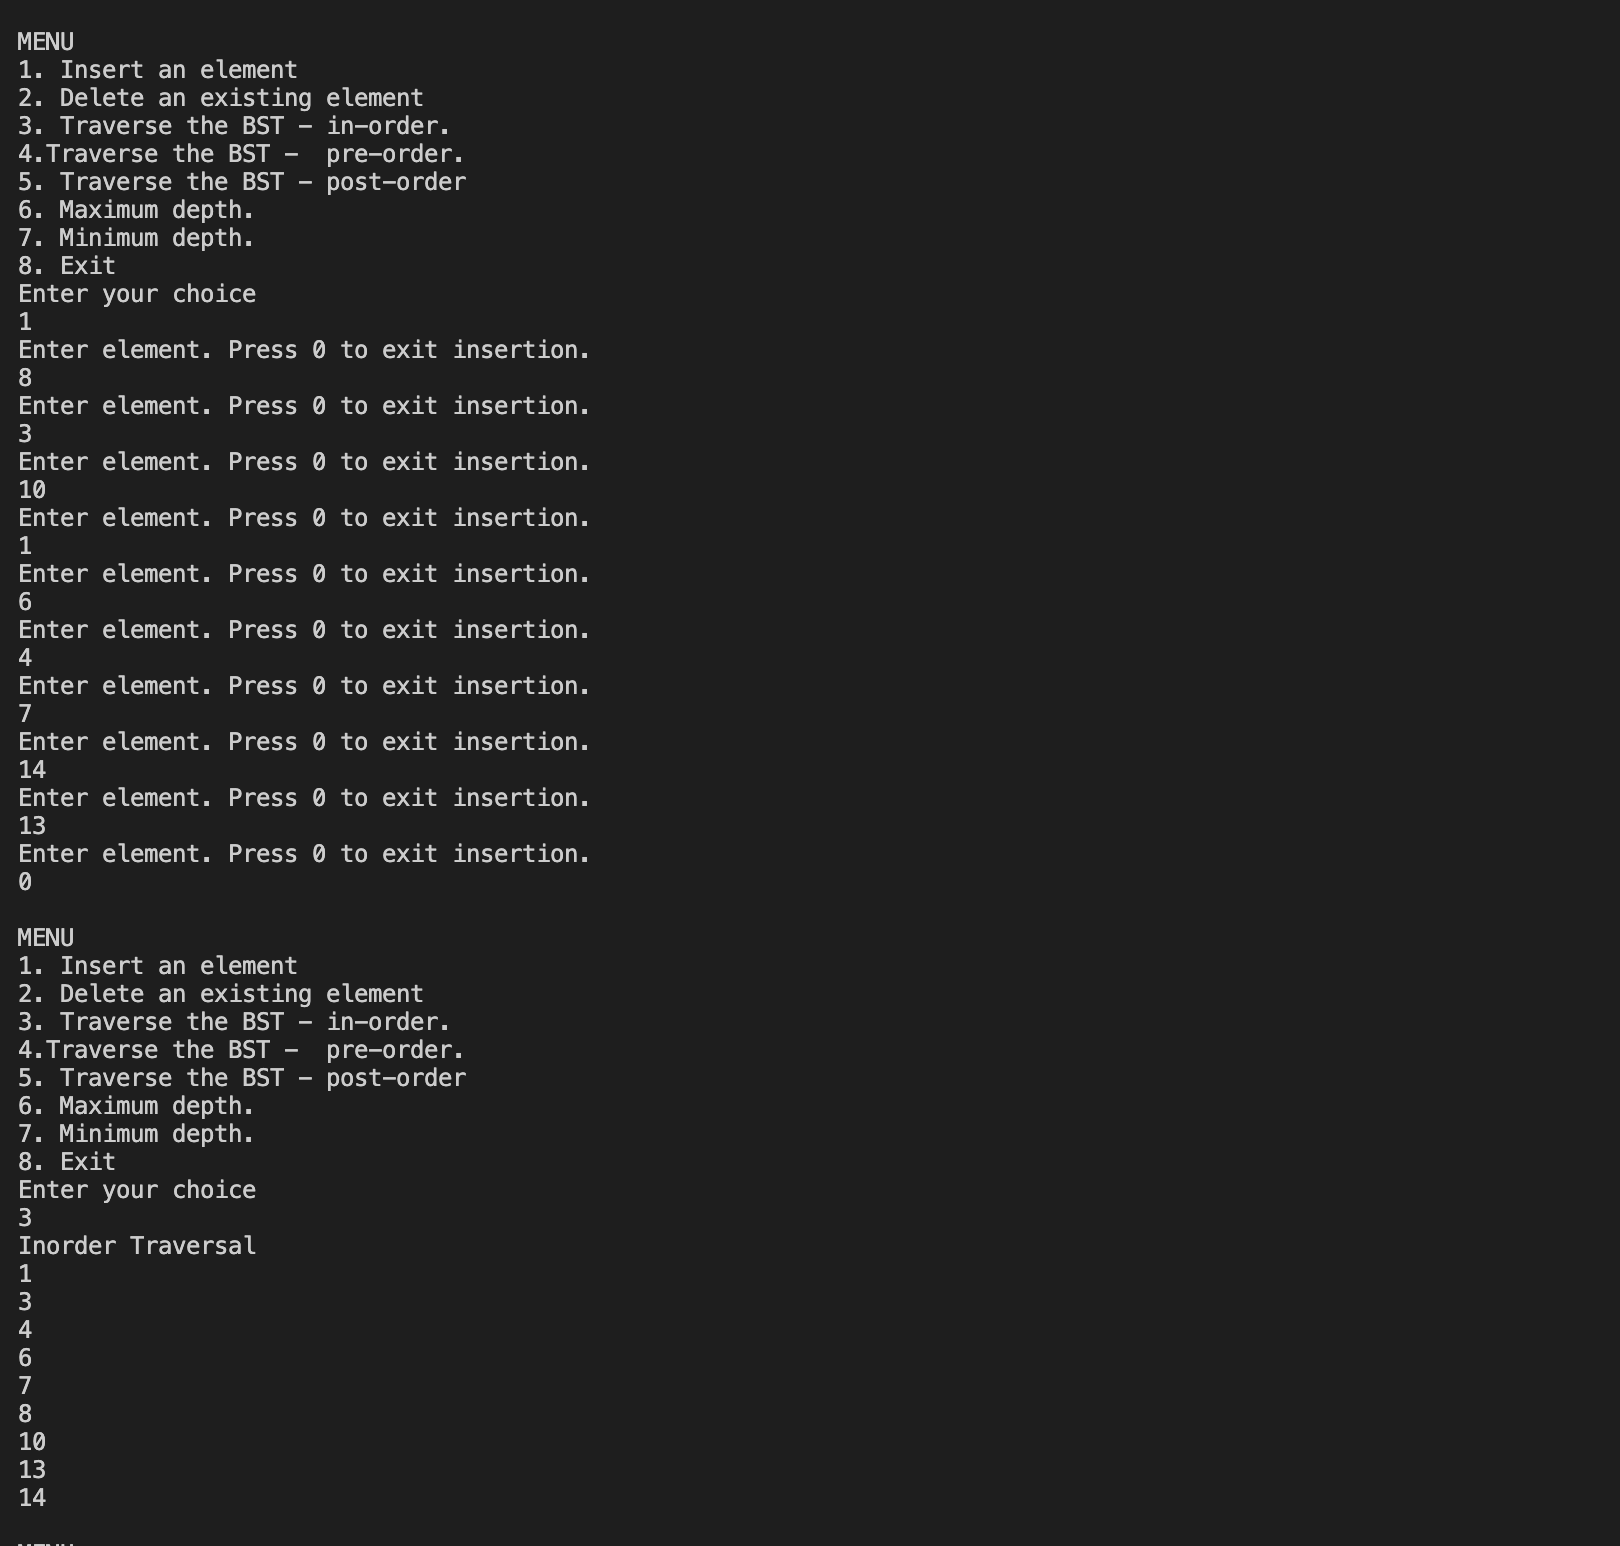 MENU
1. Insert an element
2. Delete an existing element
3. Traverse the BST - in-order.
4.Traverse the BST -  pre-order.
5. Traverse the BST - post-order
6. Maximum depth.
7. Minimum depth.
8. Exit
Enter your choice
1
Enter element. Press 0 to exit insertion.
8
Enter element. Press 0 to exit insertion.
3
Enter element. Press 0 to exit insertion.
10
Enter element. Press 0 to exit insertion.
1
Enter element. Press 0 to exit insertion.
6
Enter element. Press 0 to exit insertion.
4
Enter element. Press 0 to exit insertion.
7
Enter element. Press 0 to exit insertion.
14
Enter element. Press 0 to exit insertion.
13
Enter element. Press 0 to exit insertion.
0
MENU
1. Insert an element
2. Delete an existing element
3. Traverse the BST - in-order.
4.Traverse the BST -  pre-order.
5. Traverse the BST - post-order
6. Maximum depth.
7. Minimum depth.
8. Exit
Enter your choice
3
Inorder Traversal
1
3
4
6
7
8
10
13
14